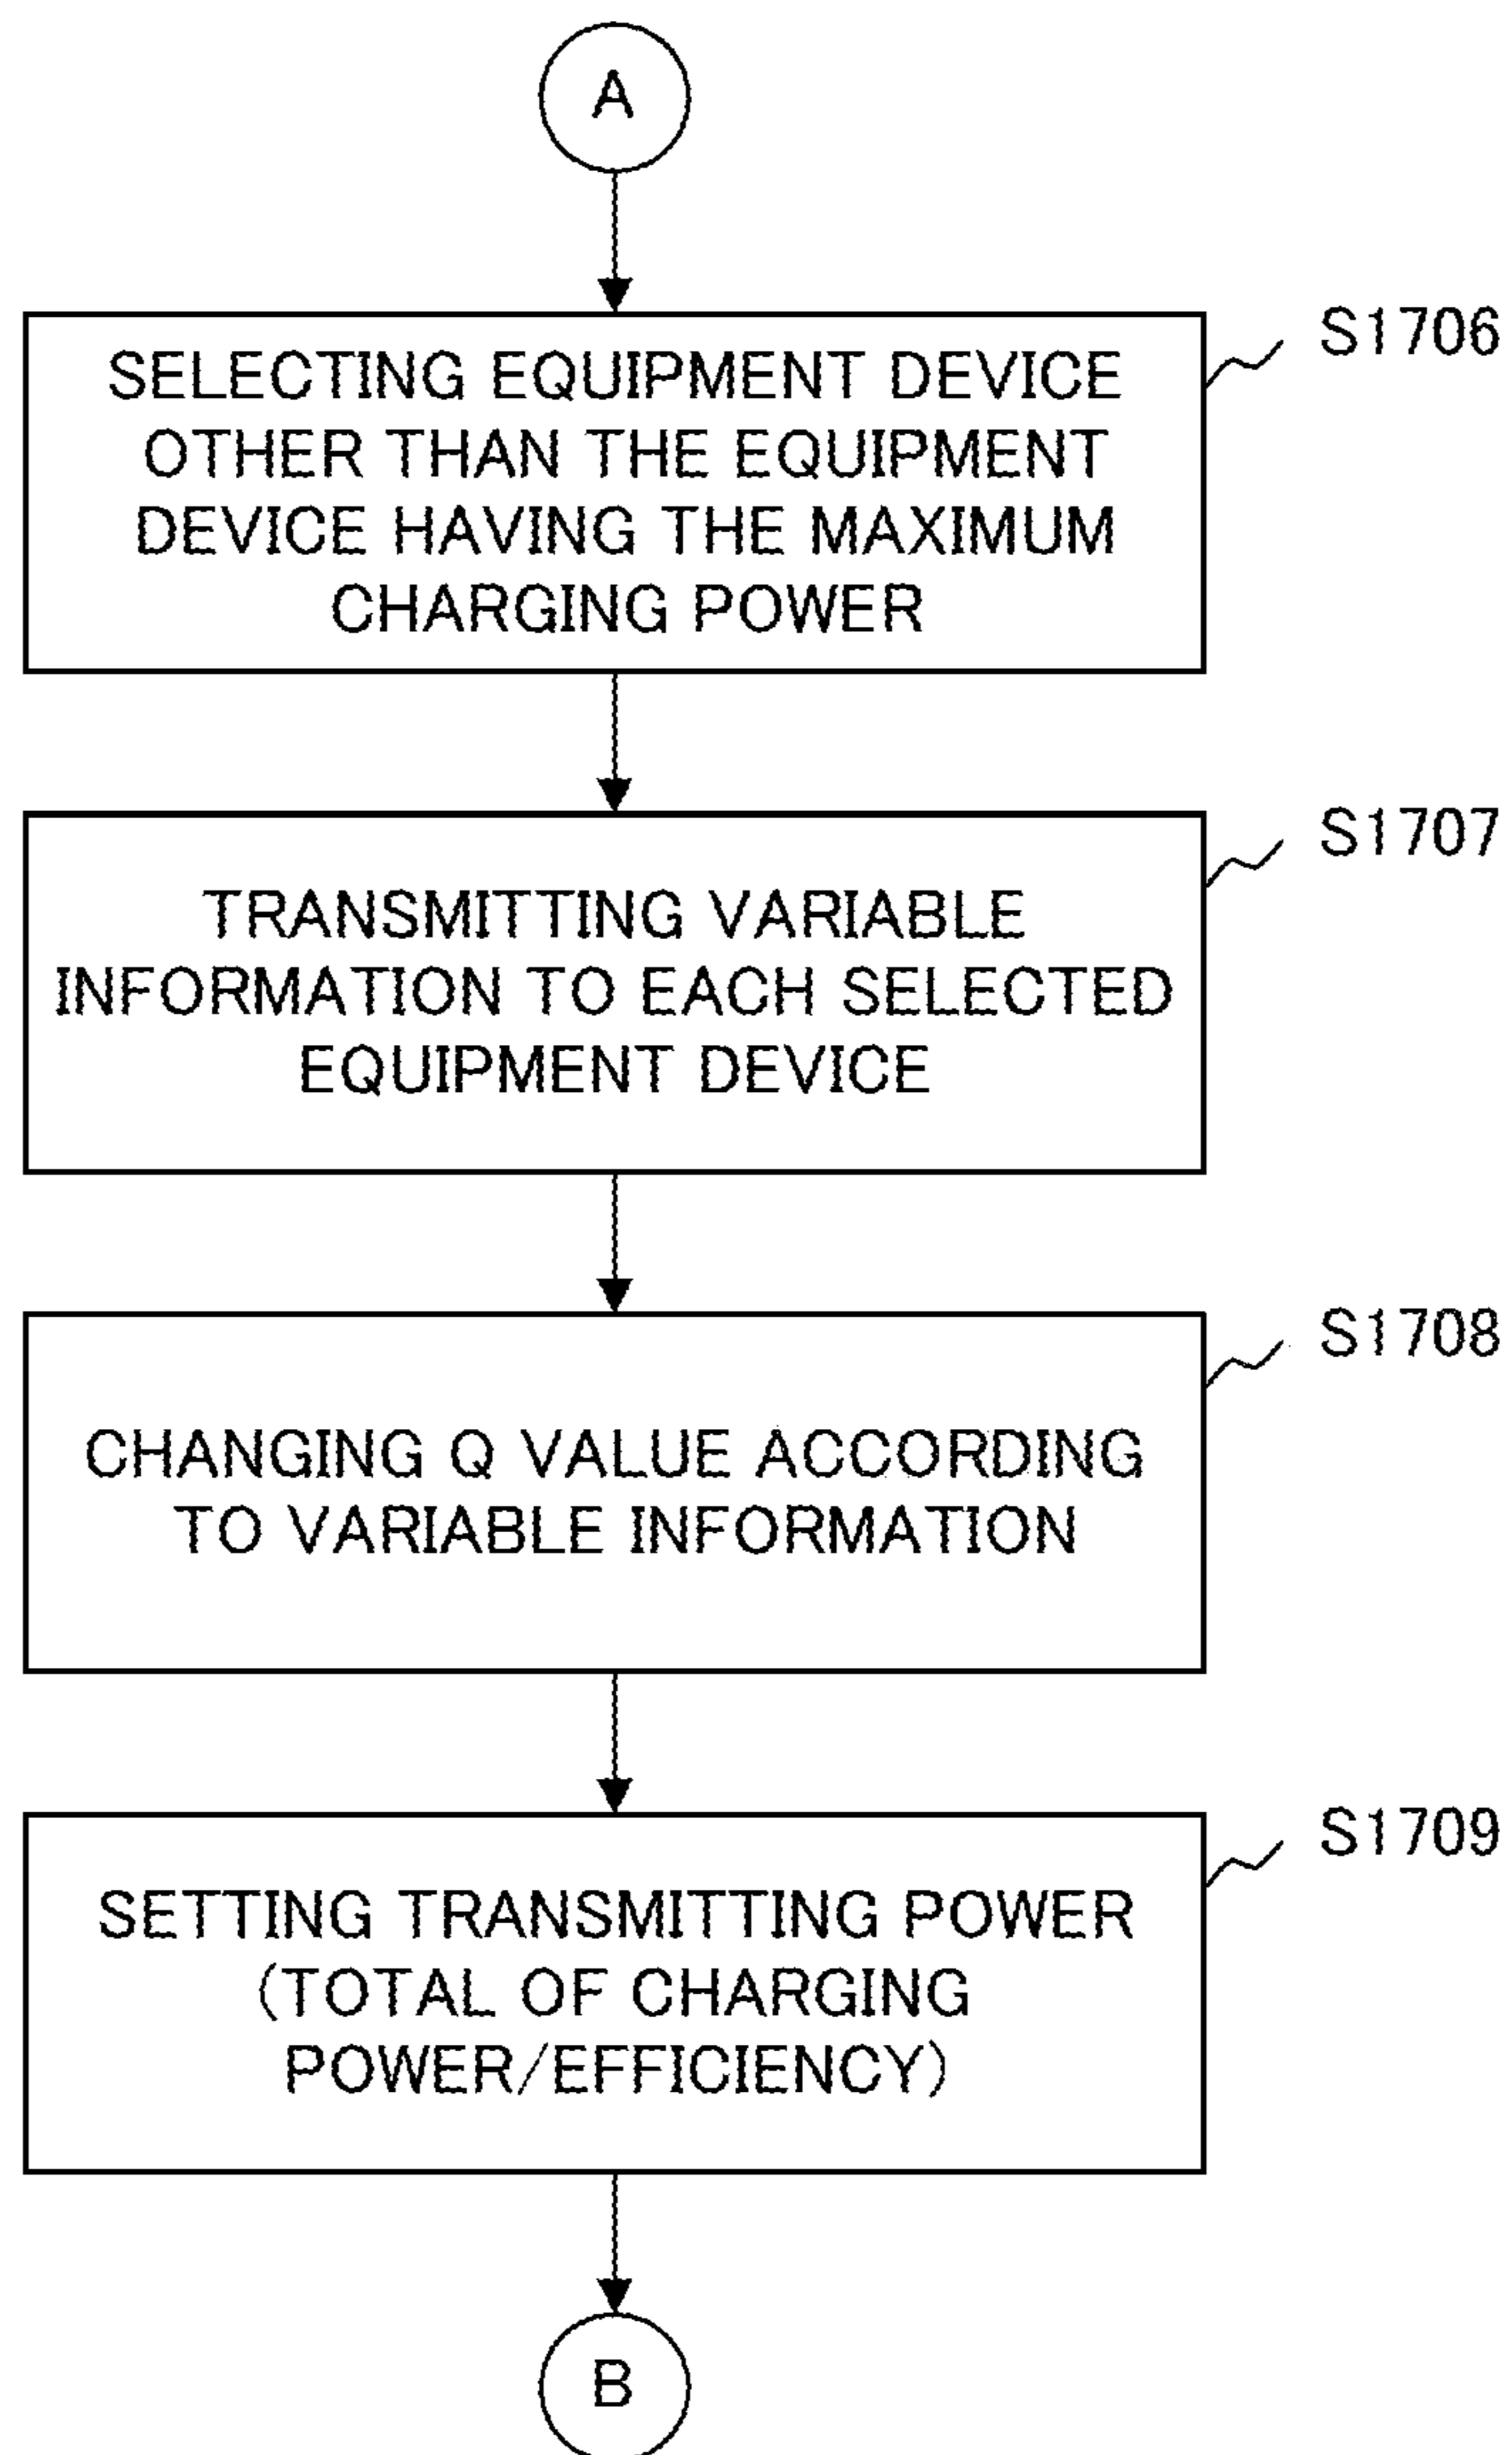 A
S1706
SELECTING EQUIPMENT DEVICE
OTHER THAN THE EQUIPMENT
DEVICE HAVING THE MAXIMUM
CHARGING POWER
S1707
TRANSMITTING VARIABLE
INFORMATION TO EACH SELECTED
EQUIPMENT DEVICE
S1708
CHANGING Q VALUE ACCORDING
TO VARIABLE INFORMATION
S1709
SETTING TRANSMITTING POWER
(TOTAL OF CHARGING
POWER/EFFICIENCY)
B